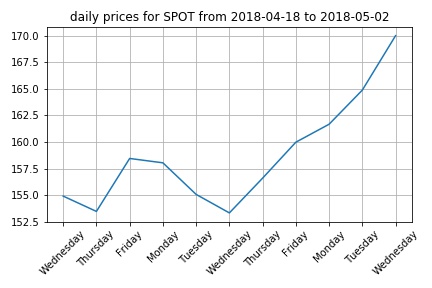 daily prices for SPOT from 2018-04-18 to 2018-05-02
170.0
167.5
165.0
162.5
160.0
157.5
155.0
152.5
Wednesday
Thursday
Friday
Monday
Tuesday
Wednesday
Thursday
Friday
Monday
Tuesday
Wednesday